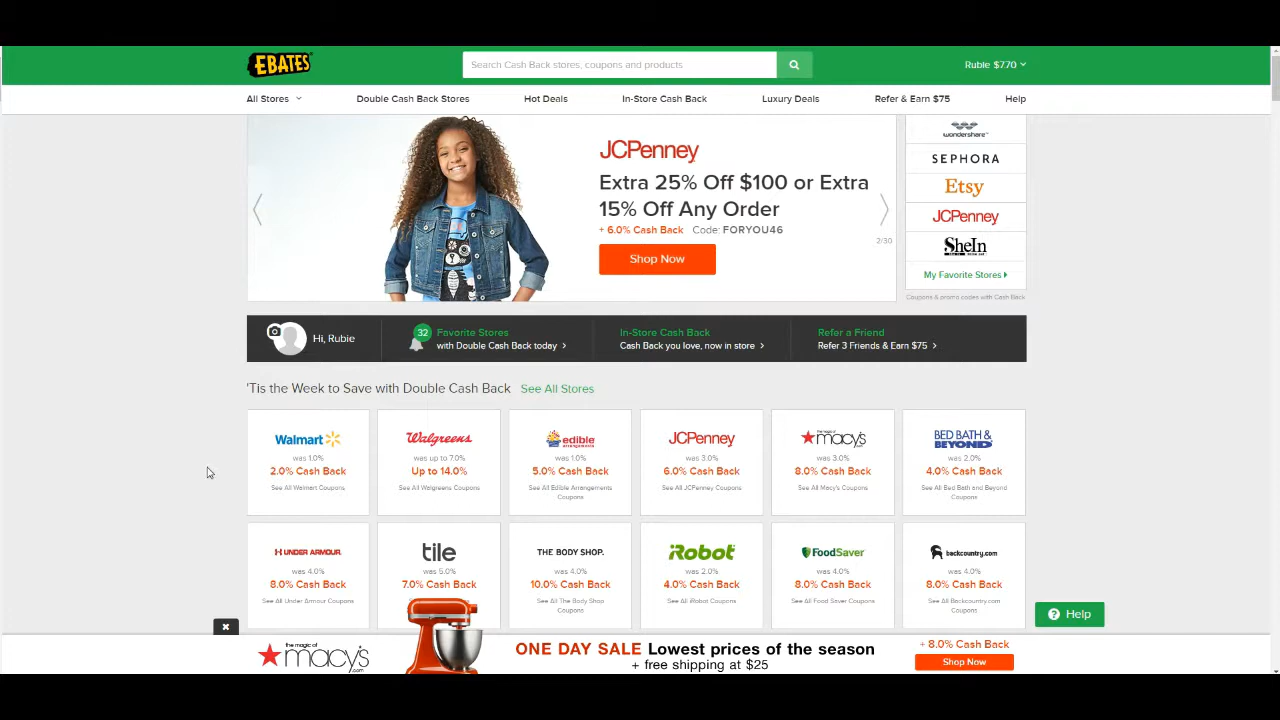 EBATES
Search Cash Back stores, coupons and products
Rubie $7.70
All Stores
Double Cash Back Stores
Hot Deals
In-Store Cash Back
Luxury Deals
Refer & Earn $75
Help
JCPenney
Extra 25% Off $100 or Extra
15% Off Any Order
+ 6.0% Cash Back Code: FORYOU46
Shop Now
2/30
wondershare™
SEPHORA
Etsy
JCPenney
SheIn
My Favorite Stores
Coupons & promo codes with Cash Back
Hi, Rubie
32
Favorite Stores
with Double Cash Back today >
In-Store Cash Back
Cash Back you love, now in store >
Refer a Friend
Refer 3 Friends & Earn $75 >
'Tis the Week to Save with Double Cash Back See All Stores
Walmart
was 1.0%
2.0% Cash Back
See All Walmart Coupons
Walgreens
was up to 7.0%
Up to 14.0%
See All Walgreens Coupons
edible
arrangements
was 1.0%
5.0% Cash Back
See All Edible Arrangements
Coupons
JCPenney
was 3.0%
6.0% Cash Back
See All JCPenney Coupons
the magic of
macy's
was 3.0%
8.0% Cash Back
See All Macy's Coupons
BED BATH &
BEYOND
was 2.0%
4.0% Cash Back
See All Bed Bath and Beyond
Coupons
UNDER ARMOUR
was 4.0%
8.0% Cash Back
See All Under Armour Coupons
tile
was 5.0%
7.0% Cash Back
THE BODY SHOP.
was 4.0%
10.0% Cash Back
See All The Body Shop
Coupons
iRobot
was 2.0%
4.0% Cash Back
See All iRobot Coupons
FoodSaver
was 4.0%
8.0% Cash Back
See All Food Saver Coupons
backcountry.com
was 4.0%
8.0% Cash Back
See All Backcountry.com
Coupons
Help
the magic of
macy's
.com
ONE DAY SALE Lowest prices of the season
+ free shipping at $25
+ 8.0% Cash Back
Shop Now